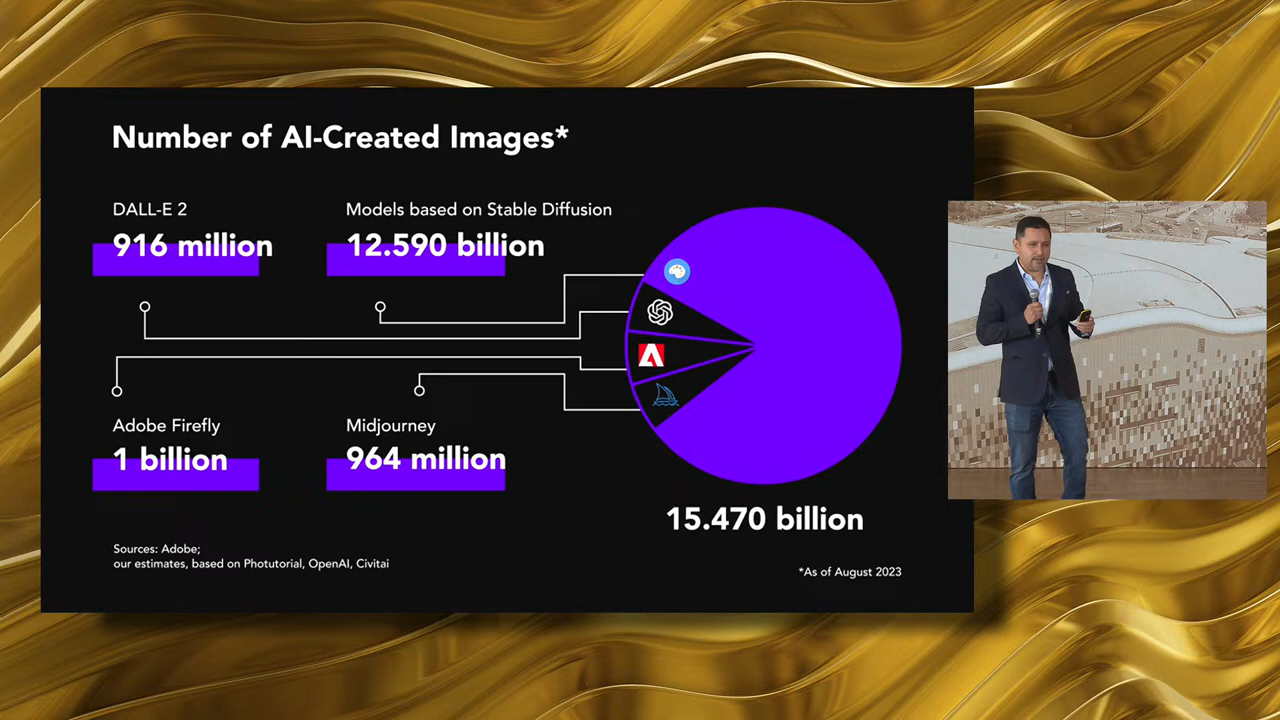 Number of AI-Created Images*
DALL-E 2
916 million
Models based on Stable Diffusion
12.590 billion
Adobe Firefly
1 billion
Midjourney
964 million
15.470 billion
Sources: Adobe;
our estimates, based on Photutorial, OpenAI, Civitai
*As of August 2023